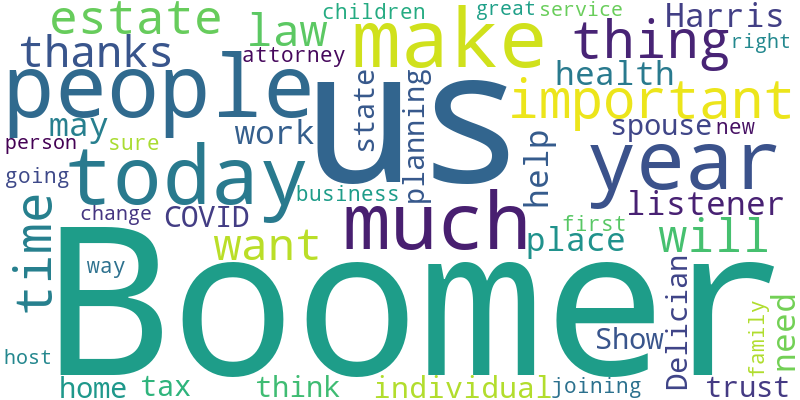 children great service
estate law make thing Harris
thanks attorney right
people us health
important
may state planning spouse new
person sure work help
going today year
business listener
time change COVID much first
want place will
way
Boomer
host Show Delician family need
home tax think individual joining trust